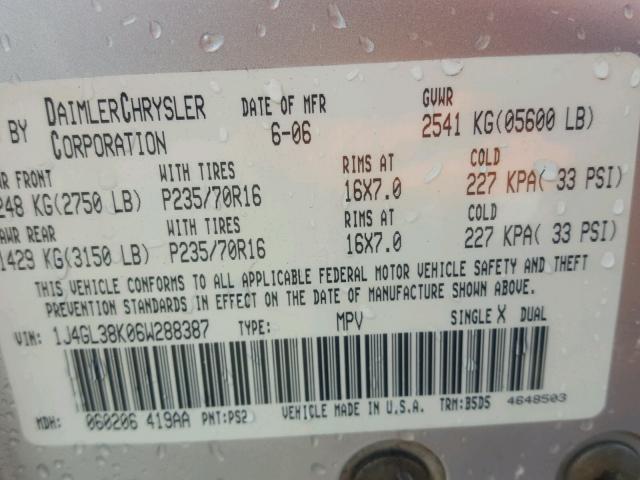 BY DAIMLERCHRYSLER CORPORATION DATE OF MFR 6-06 GVWR 2541 KG(05600 LB)
FRONT WITH TIRES RIMS AT COLD
248 KG(2750 LB) P235/70R16 16X7.0 227 KPA( 33 PSI)
AWR REAR WITH TIRES RIMS AT COLD
1429 KG(3150 LB) P235/70R16 16X7.0 227 KPA( 33 PSI)
THIS VEHICLE CONFORMS TO ALL APPLICABLE FEDERAL MOTOR VEHICLE SAFETY AND THEFT
PREVENTION STANDARDS IN EFFECT ON THE DATE OF MANUFACTURE SHOWN ABOVE.
VIN: 1J4GL38K06W288387 TYPE: MPV SINGLE X DUAL
MDH: 060206 419AA PNT:PS2 VEHICLE MADE IN U.S.A. TRM:B5D5 4648503